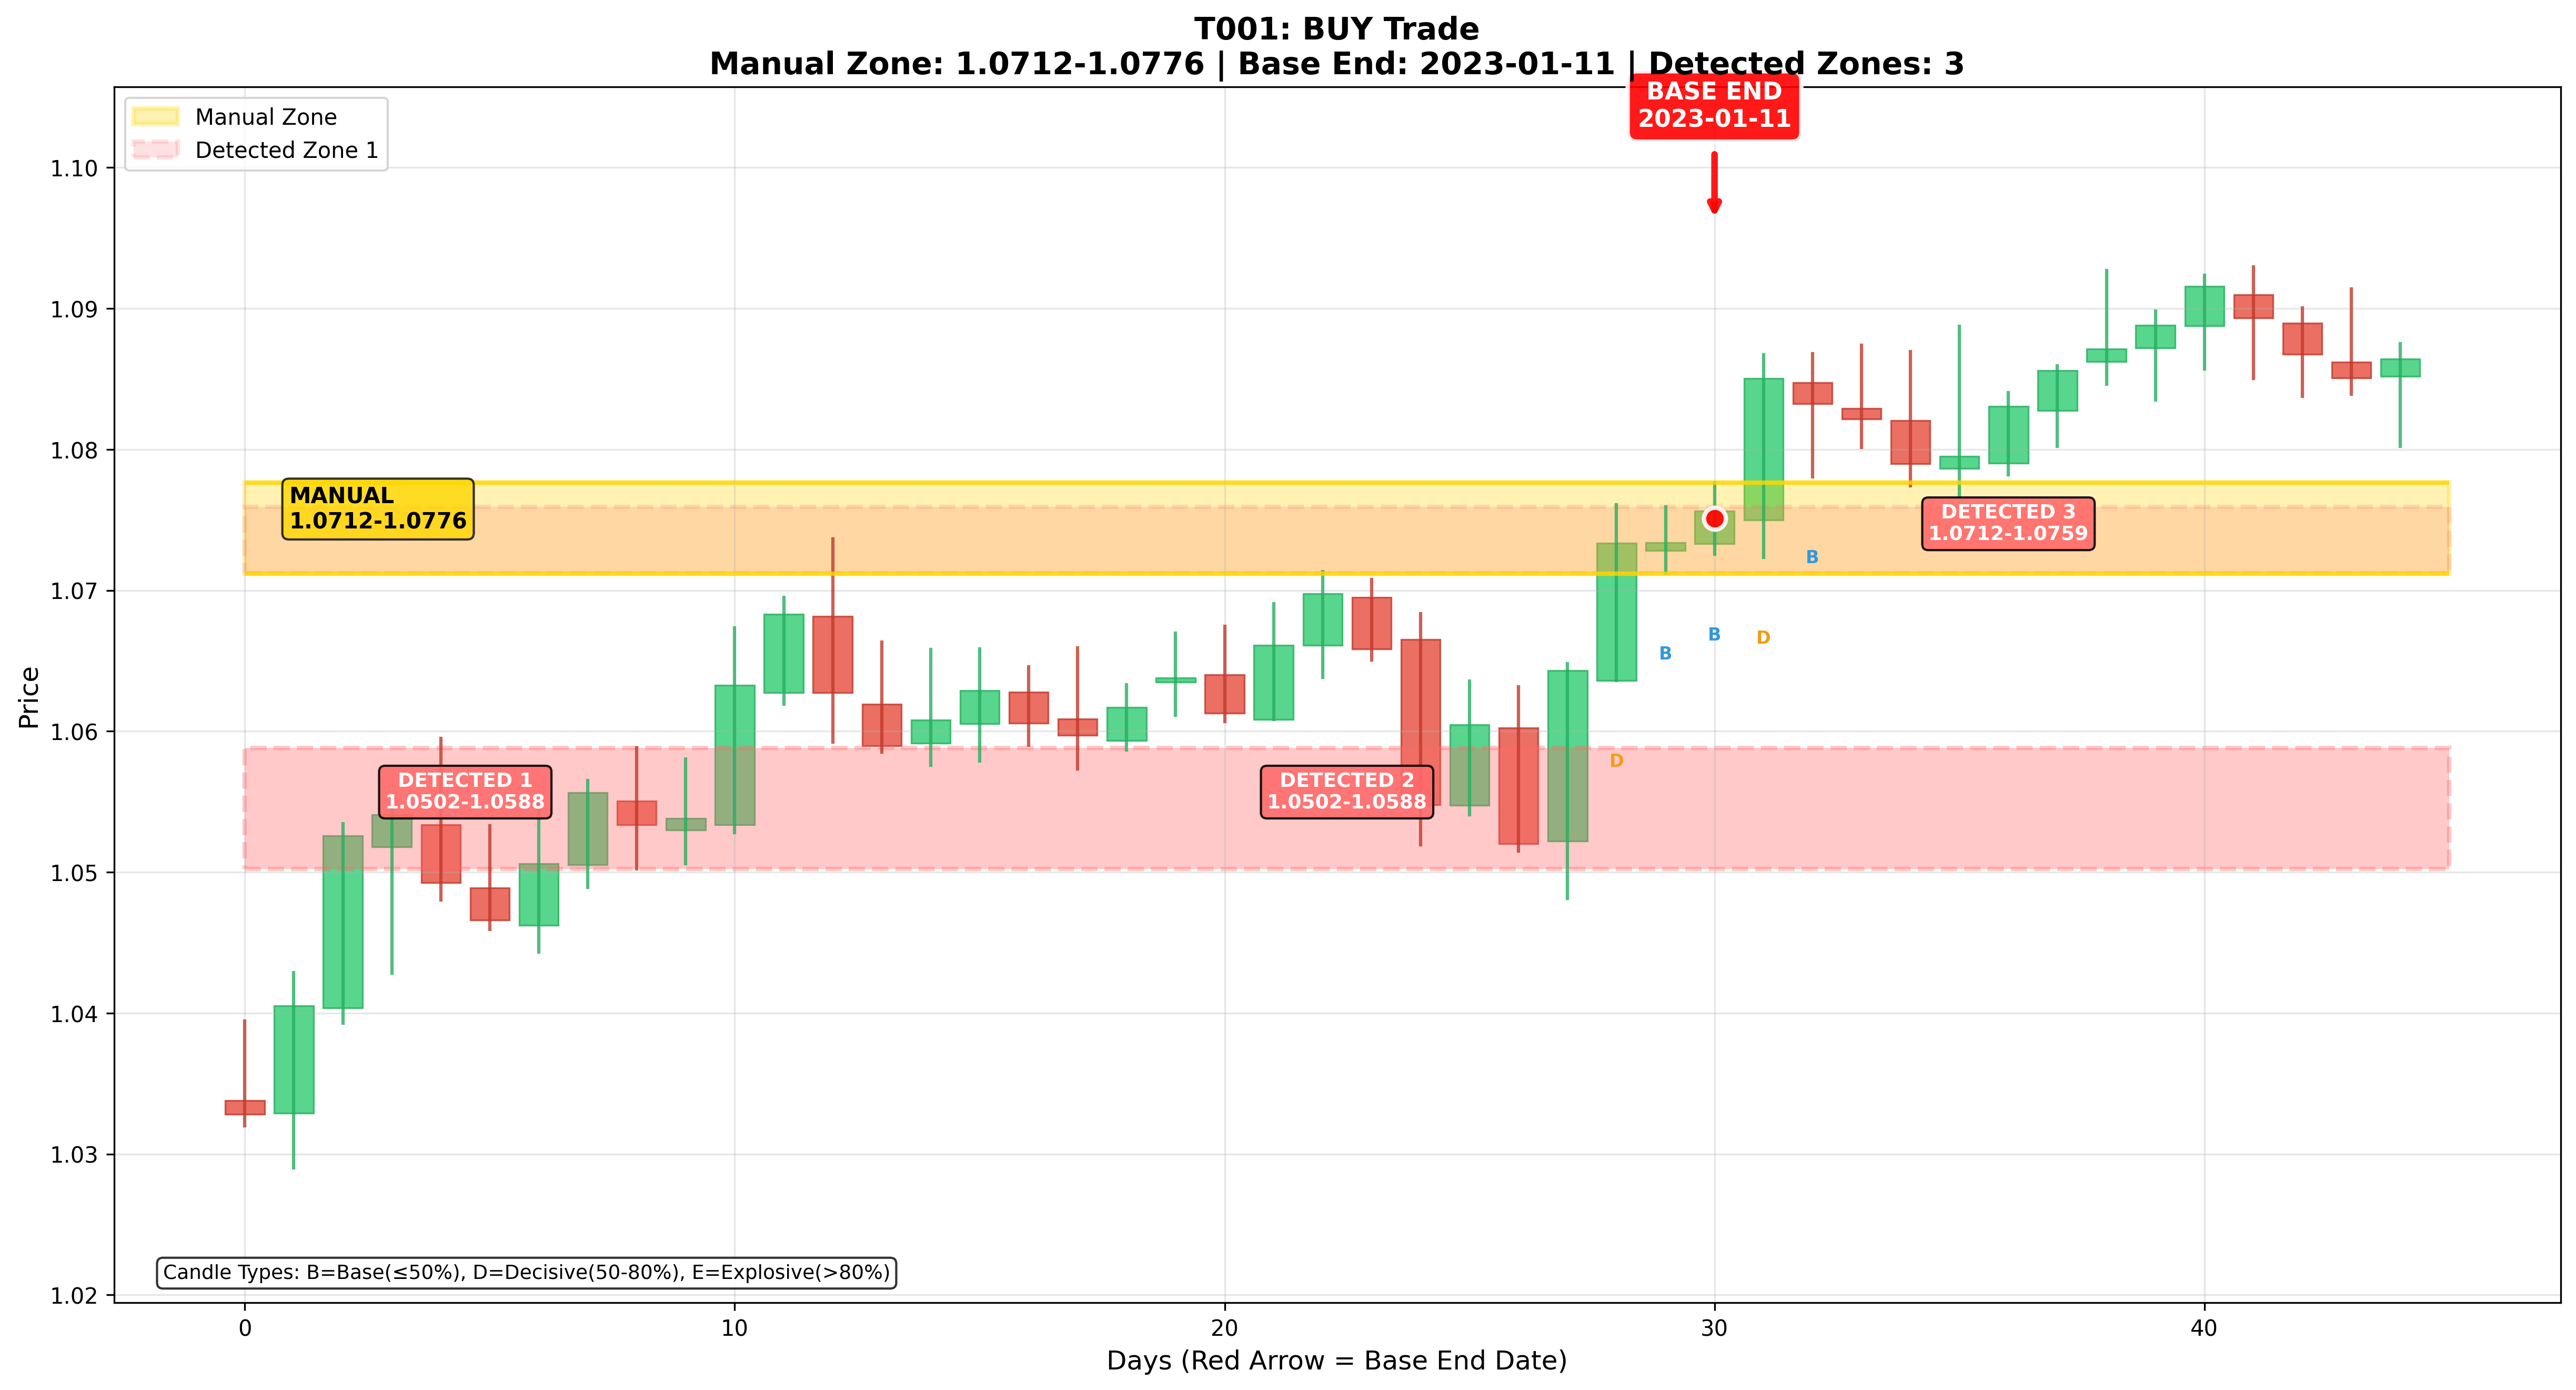 T001: BUY Trade
Manual Zone: 1.0712-1.0776 | Base End: 2023-01-11 | Detected Zones: 3
BASE END
2023-01-11
Manual Zone
Detected Zone 1
1.10
1.09
1.08
1.07
1.06
1.05
1.04
1.03
1.02
Price
MANUAL
1.0712-1.0776
DETECTED 3
1.0712-1.0759
B
B
D
B
D
DETECTED 1
1.0502-1.0588
DETECTED 2
1.0502-1.0588
Candle Types: B=Base(≤50%), D=Decisive(50-80%), E=Explosive(>80%)
0
10
20
30
40
Days (Red Arrow = Base End Date)